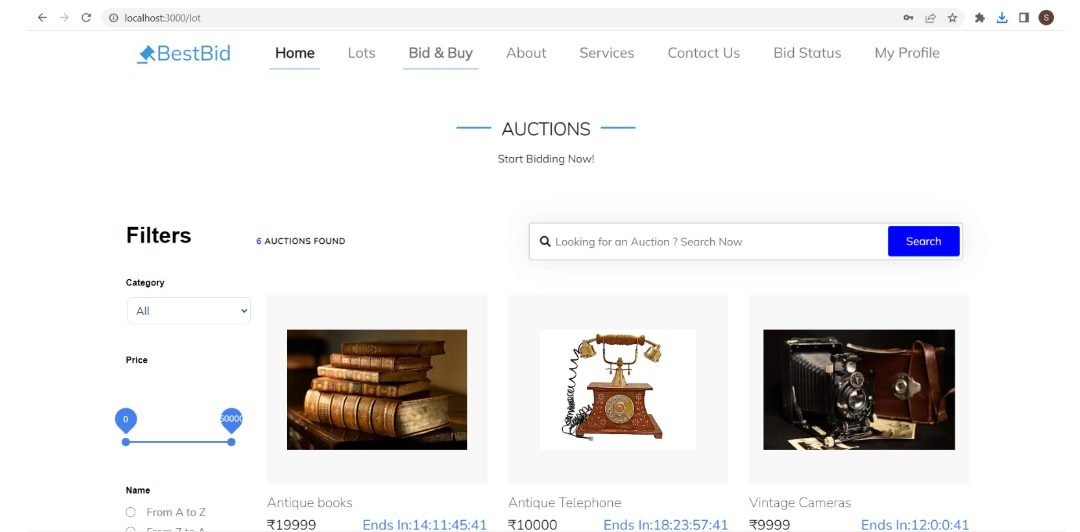 localhost:3000/lot
S
BestBid Home Lots Bid & Buy About Services Contact Us Bid Status My Profile
AUCTIONS
Start Bidding Now!
Filters
6 AUCTIONS FOUND
Looking for an Auction ? Search Now Search
Category
All
Price
0 50000
Name
From A to Z
From Z to A
Antique books Antique Telephone Vintage Cameras
₹19999 Ends In:14:11:45:41 ₹10000 Ends In:18:23:57:41 ₹9999 Ends In:12:0:0:41